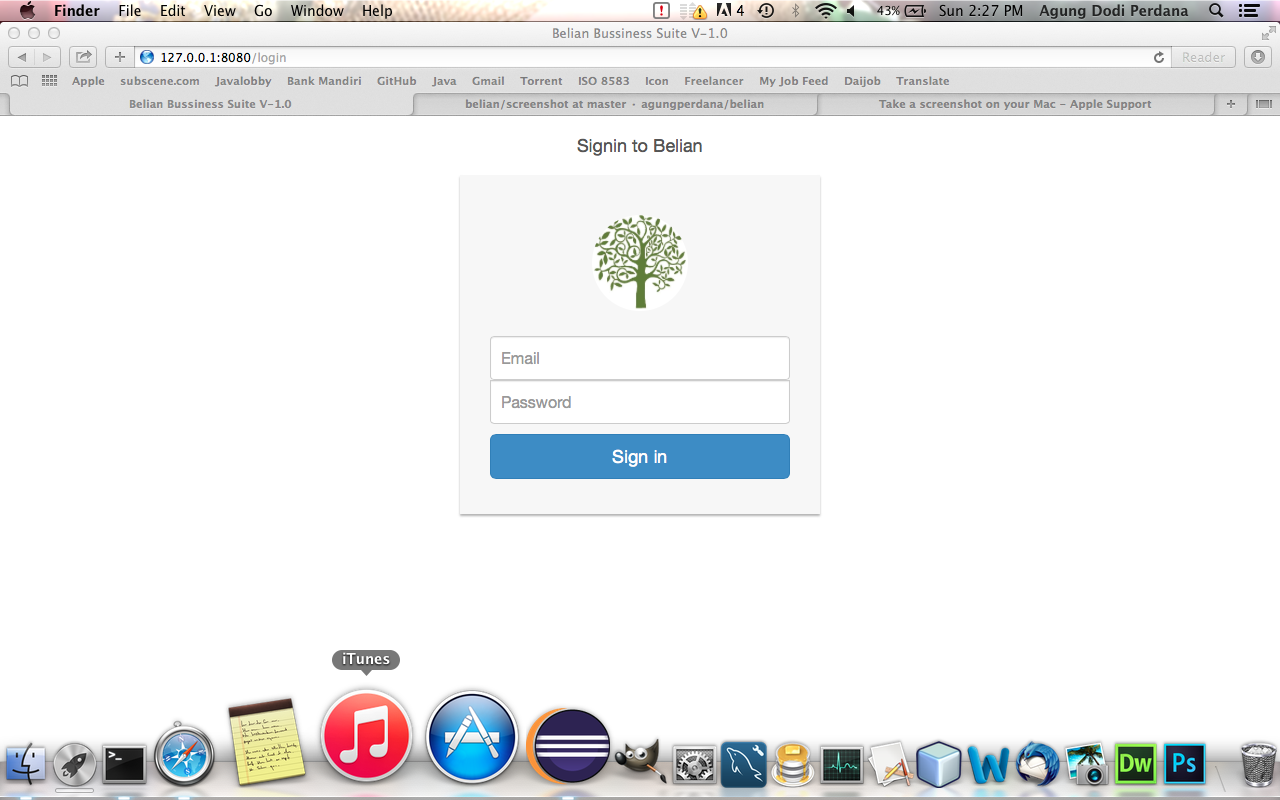 Finder File Edit View Go Window Help 4 43% Sun 2:27 PM Agung Dodi Perdana
Belian Bussiness Suite V-1.0
127.0.0.1:8080/login Reader
Apple subscene.com Javalobby Bank Mandiri GitHub Java Gmail Torrent ISO 8583 Icon Freelancer My Job Feed Daijob Translate
Belian Bussiness Suite V-1.0 belian/screenshot at master · agungperdana/belian Take a screenshot on your Mac – Apple Support
Signin to Belian
Email
Password
Sign in
iTunes
Dw Ps